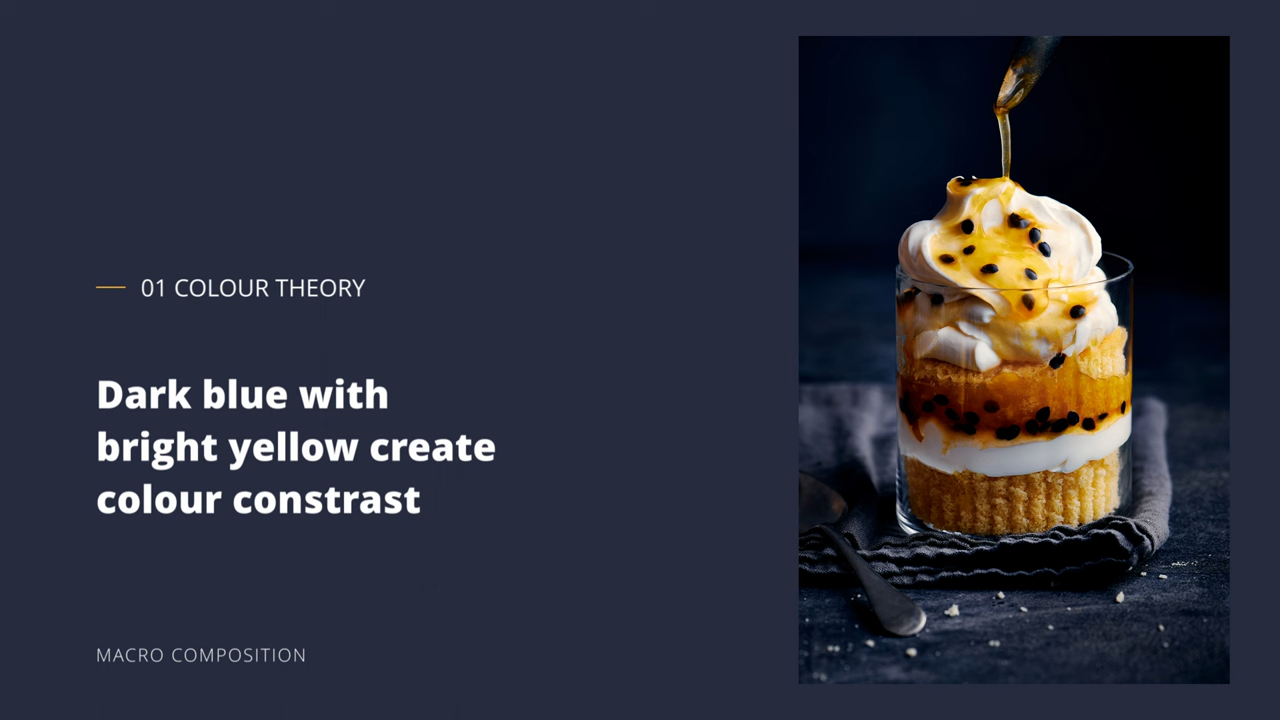 01 COLOUR THEORY
Dark blue with
bright yellow create
colour constrast
MACRO COMPOSITION